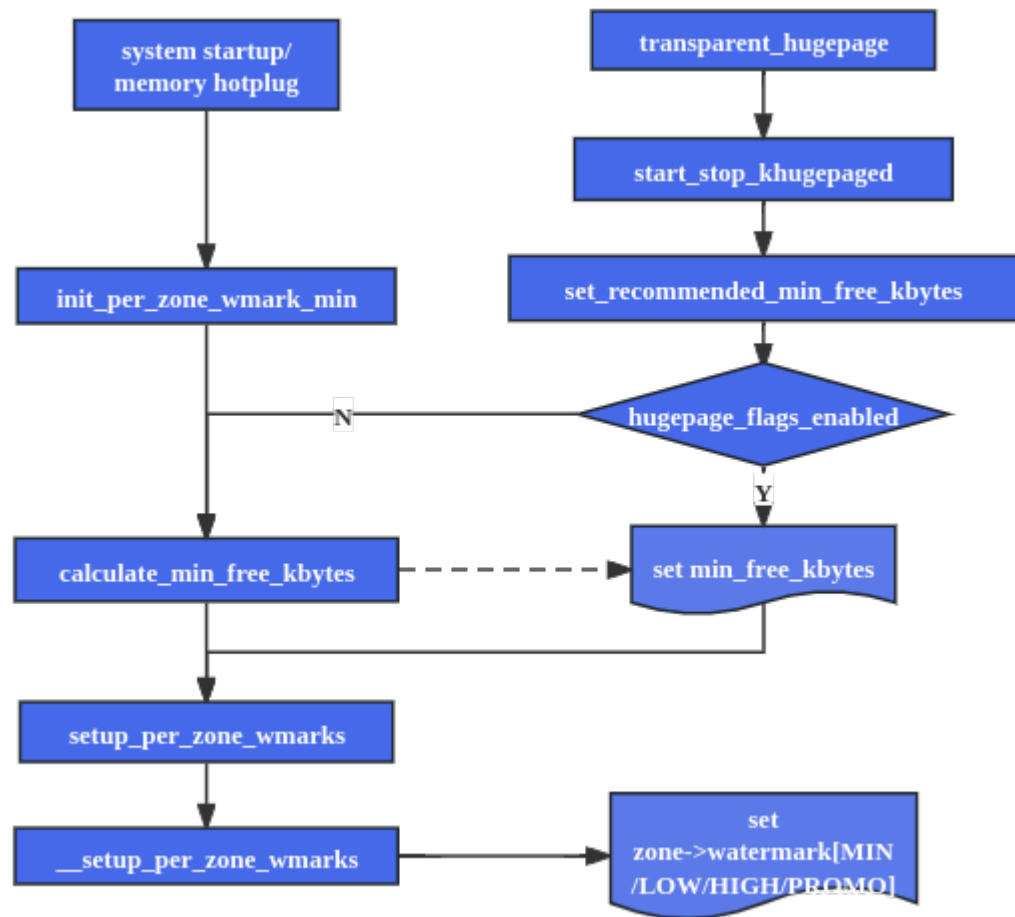 system startup/
memory hotplug
transparent_hugepage
start_stop_khugepaged
init_per_zone_wmark_min
set_recommended_min_free_kbytes
hugepage_flags_enabled
N
Y
calculate_min_free_kbytes
set min_free_kbytes
setup_per_zone_wmarks
__setup_per_zone_wmarks
set
zone->watermark[MIN
/LOW/HIGH/PROMO]